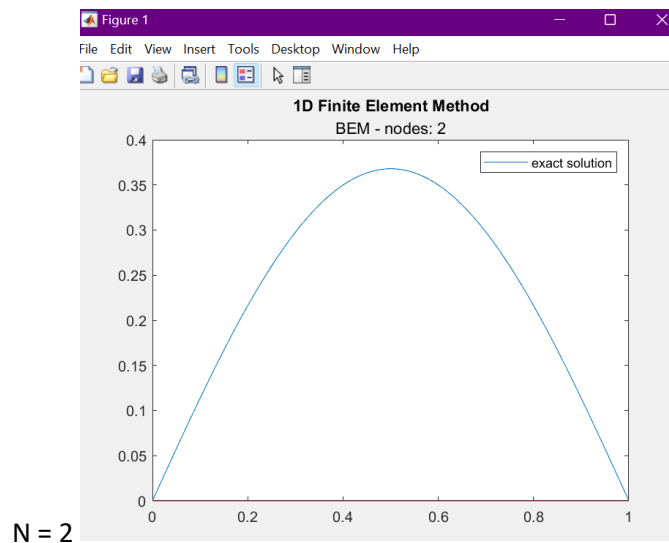 Figure 1
File Edit View Insert Tools Desktop Window Help
1D Finite Element Method
BEM - nodes: 2
exact solution
0.4
0.35
0.3
0.25
0.2
0.15
0.1
0.05
0
0 0.2 0.4 0.6 0.8 1
N = 2